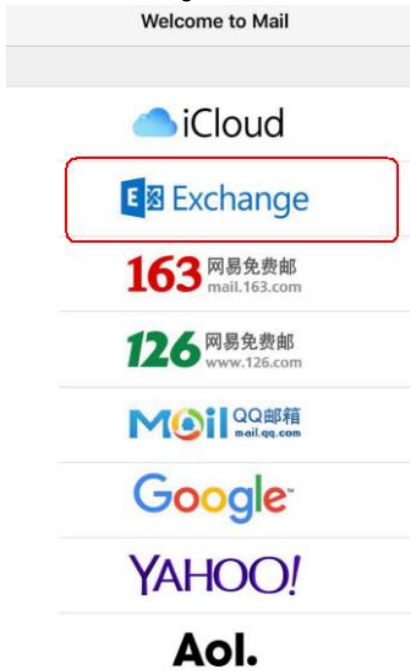 Welcome to Mail
iCloud
E Exchange
163 网易免费邮
mail.163.com
126 网易免费邮
www.126.com
Mail QQ邮箱
mail.qq.com
Google
YAHOO!
Aol.